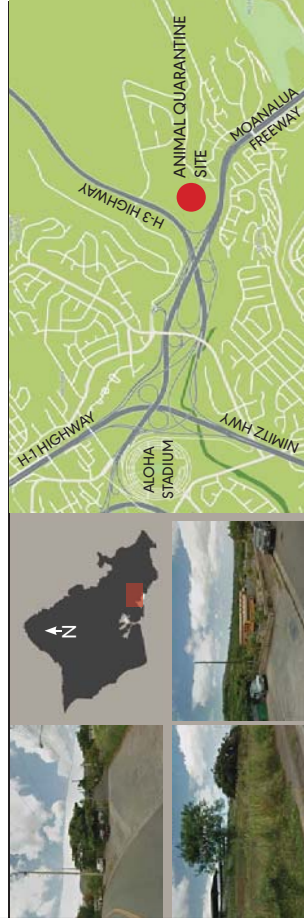 H-1 HIGHWAY
H-3 HIGHWAY
ANIMAL QUARANTINE
SITE
MOANALUA
FREEWAY
ALOHA
STADIUM
NIMITZ HWY
N